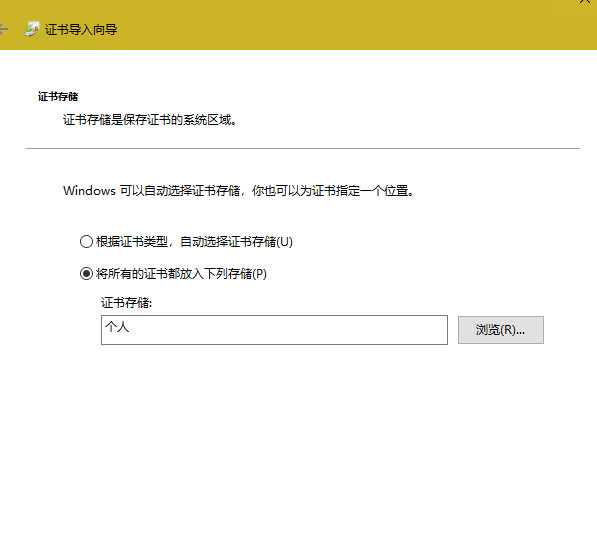 证书导入向导
证书存储
证书存储是保存证书的系统区域。
Windows 可以自动选择证书存储，你也可以为证书指定一个位置。
根据证书类型，自动选择证书存储(U)
将所有的证书都放入下列存储(P)
证书存储:
个人
浏览(R)...